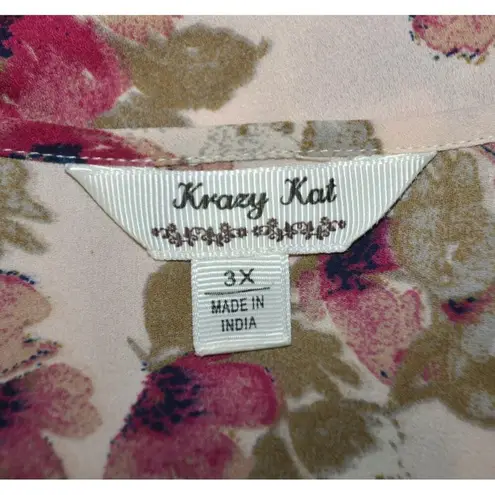 Krazy Kat
3X
MADE IN
INDIA